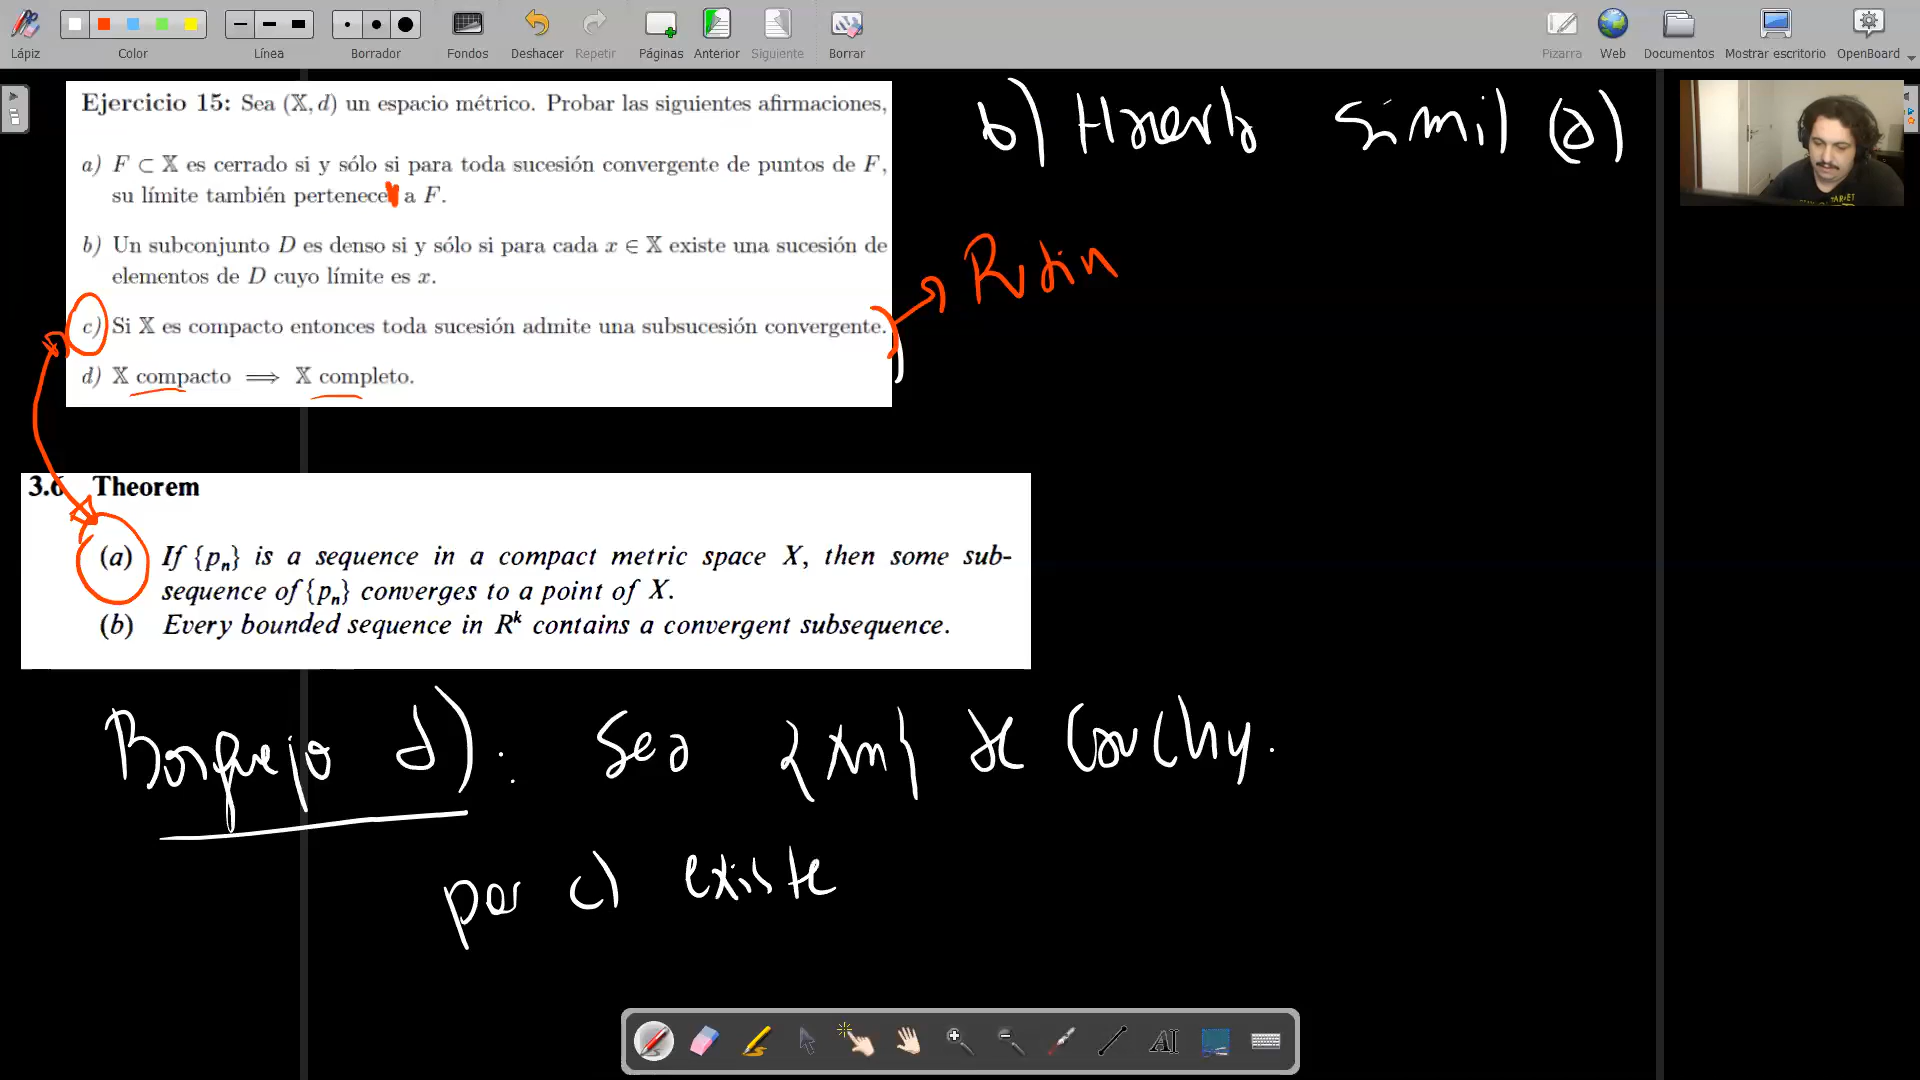 Lápiz Color Línea Borrador Fondos Deshacer Repetir Páginas Anterior Siguiente Borrar Pizarra Web Documentos Mostrar escritorio OpenBoard
Ejercicio 15: Sea (𝕏, d) un espacio métrico. Probar las siguientes afirmaciones,
a) F ⊂ 𝕏 es cerrado si y sólo si para toda sucesión convergente de puntos de F,
su límite también pertenece a F.
b) Un subconjunto D es denso si y sólo si para cada x ∈ 𝕏 existe una sucesión de
elementos de D cuyo límite es x.
c) Si 𝕏 es compacto entonces toda sucesión admite una subsucesión convergente.
d) 𝕏 compacto ⟹ 𝕏 completo.
b) Hacerlo simil (a)
Rudin
3.6 Theorem
(a) If {pₙ} is a sequence in a compact metric space X, then some sub-
sequence of {pₙ} converges to a point of X.
(b) Every bounded sequence in Rᵏ contains a convergent subsequence.
Bosquejo d): Sea {xn} de Cauchy.
por c) existe